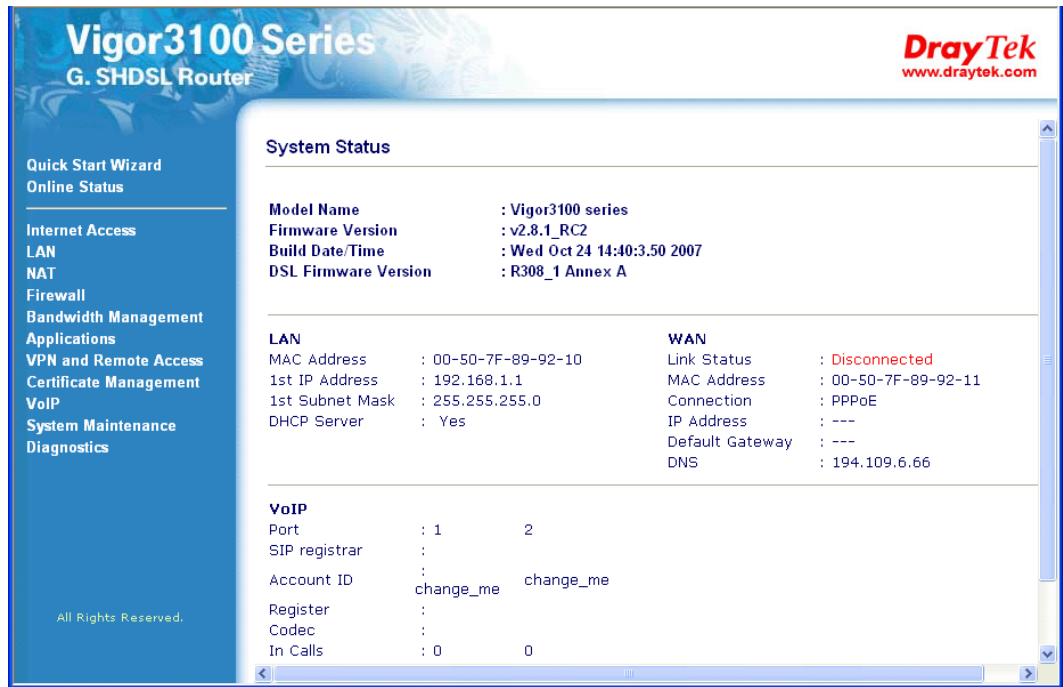 Vigor3100 Series
G. SHDSL Router
DrayTek
www.draytek.com
Quick Start Wizard
Online Status
Internet Access
LAN
NAT
Firewall
Bandwidth Management
Applications
VPN and Remote Access
Certificate Management
VoIP
System Maintenance
Diagnostics
All Rights Reserved.
System Status
Model Name : Vigor3100 series
Firmware Version : v2.8.1_RC2
Build Date/Time : Wed Oct 24 14:40:3.50 2007
DSL Firmware Version : R308_1 Annex A
LAN
MAC Address : 00-50-7F-89-92-10
1st IP Address : 192.168.1.1
1st Subnet Mask : 255.255.255.0
DHCP Server : Yes
WAN
Link Status : Disconnected
MAC Address : 00-50-7F-89-92-11
Connection : PPPoE
IP Address : ---
Default Gateway : ---
DNS : 194.109.6.66
VoIP
Port : 1 2
SIP registrar :
Account ID : change_me change_me
Register :
Codec :
In Calls : 0 0